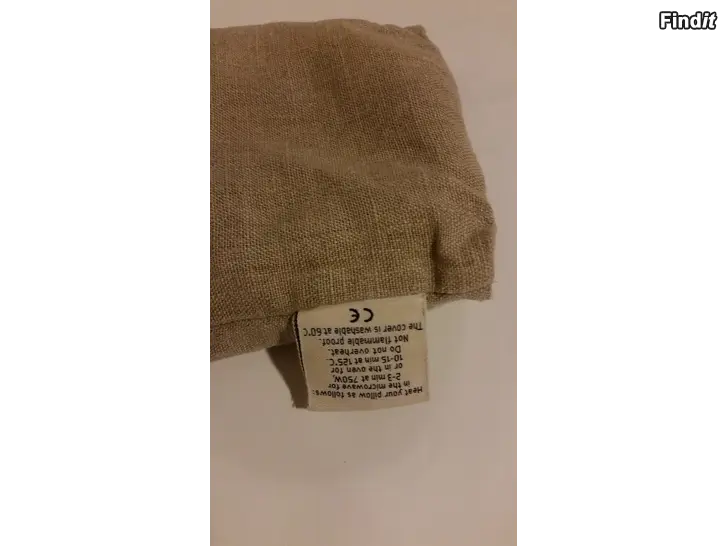 Findit
Heat your pillow as follows:
in the microwave for
2-3 min at 750W,
or in the oven for
10-15 min at 125°C.
Do not overheat.
Not flammable proof.
The cover is washable at 60°C
CE